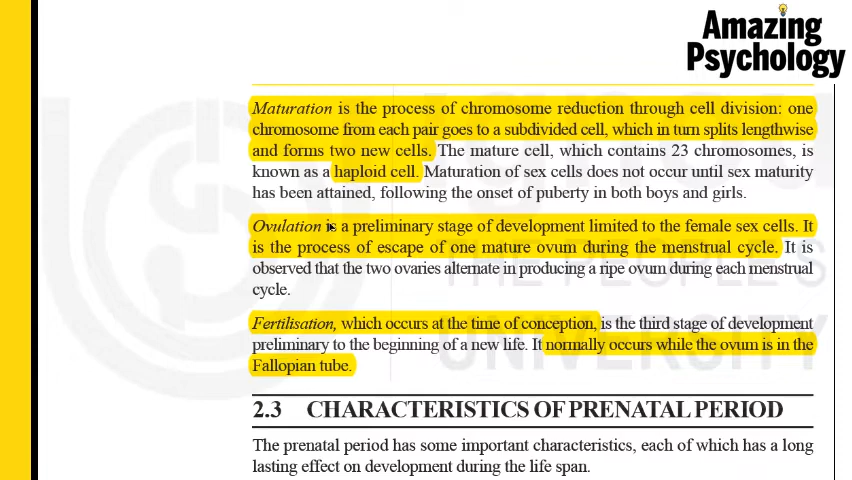 Amazing
Psychology
Maturation is the process of chromosome reduction through cell division: one
chromosome from each pair goes to a subdivided cell, which in turn splits lengthwise
and forms two new cells. The mature cell, which contains 23 chromosomes, is
known as a haploid cell. Maturation of sex cells does not occur until sex maturity
has been attained, following the onset of puberty in both boys and girls.
Ovulation is a preliminary stage of development limited to the female sex cells. It
is the process of escape of one mature ovum during the menstrual cycle. It is
observed that the two ovaries alternate in producing a ripe ovum during each menstrual
cycle.
Fertilisation, which occurs at the time of conception, is the third stage of development
preliminary to the beginning of a new life. It normally occurs while the ovum is in the
Fallopian tube.
2.3 CHARACTERISTICS OF PRENATAL PERIOD
The prenatal period has some important characteristics, each of which has a long
lasting effect on development during the life span.
THE PEOPLE'S
UNIVERSITY